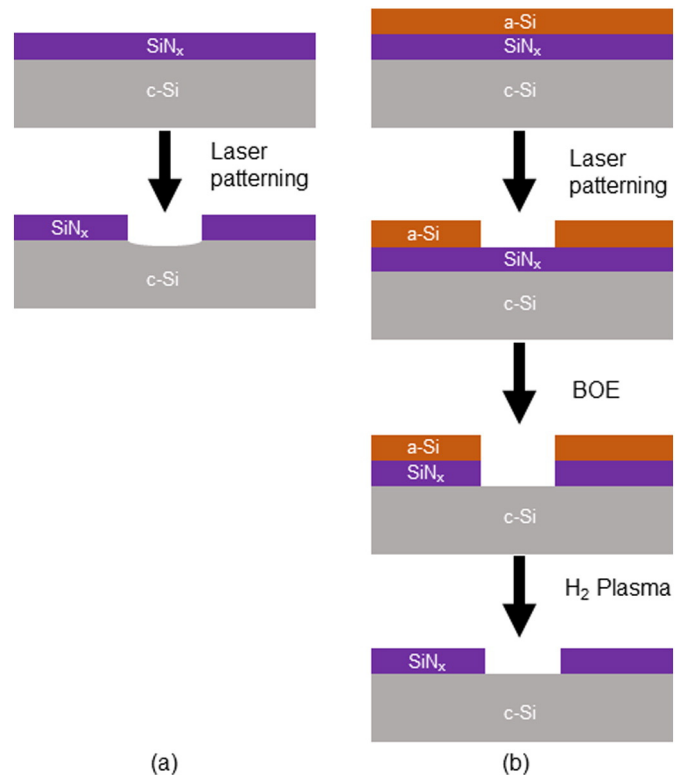 SiNₓ
c-Si
Laser
patterning
SiNₓ
c-Si
(a)
a-Si
SiNₓ
c-Si
Laser
patterning
a-Si
SiNₓ
c-Si
BOE
a-Si
SiNₓ
c-Si
H₂ Plasma
SiNₓ
c-Si
(b)